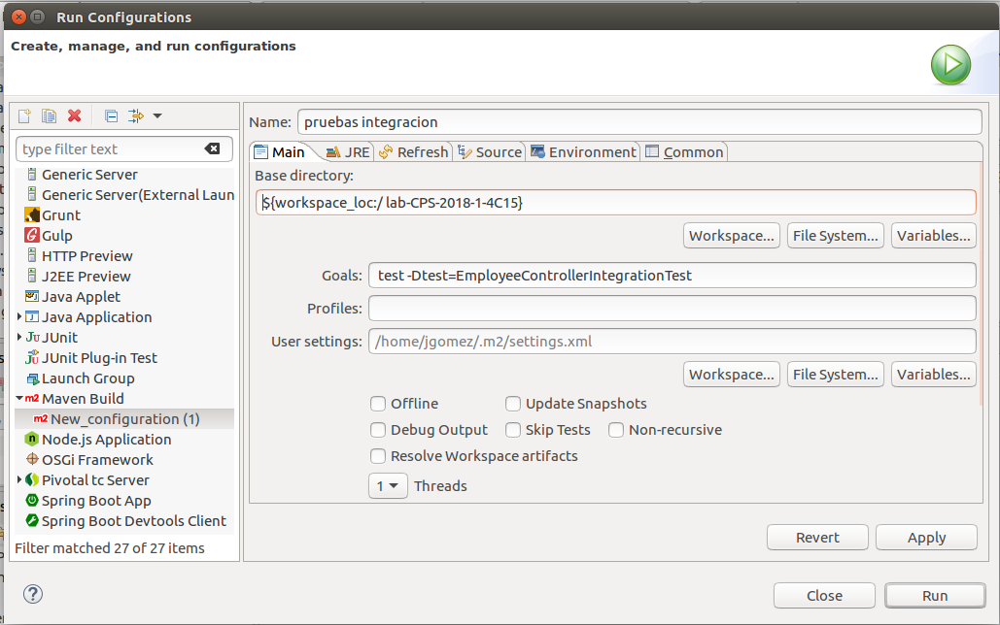 Run Configurations
Create, manage, and run configurations
type filter text
Generic Server
Generic Server(External Laun
Grunt
Gulp
HTTP Preview
J2EE Preview
Java Applet
Java Application
JUnit
JUnit Plug-in Test
Launch Group
Maven Build
New_configuration (1)
Node.js Application
OSGi Framework
Pivotal tc Server
Spring Boot App
Spring Boot Devtools Client
Filter matched 27 of 27 items
Name: pruebas integracion
Main JRE Refresh Source Environment Common
Base directory:
${workspace_loc:/ lab-CPS-2018-1-4C15}
Workspace... File System... Variables...
Goals: test -Dtest=EmployeeControllerIntegrationTest
Profiles:
User settings: /home/jgomez/.m2/settings.xml
Workspace... File System... Variables...
Offline Update Snapshots
Debug Output Skip Tests Non-recursive
Resolve Workspace artifacts
1 Threads
Revert Apply
Close Run